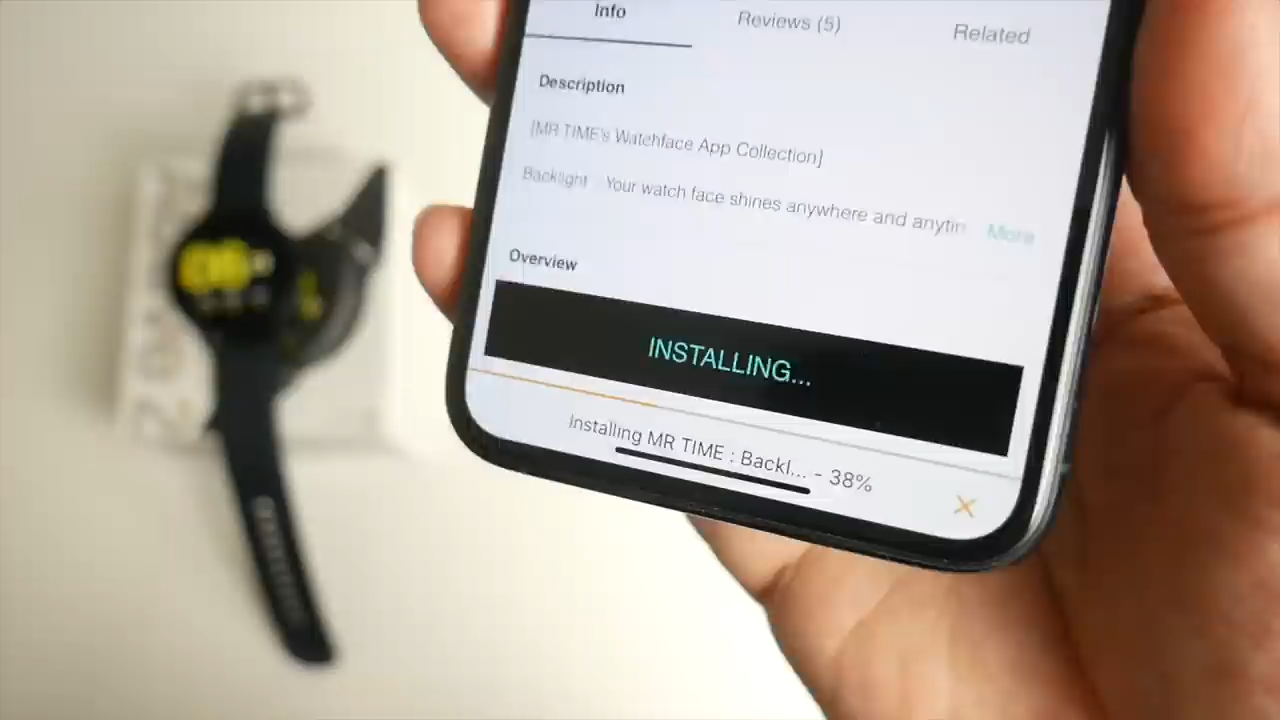 Info
Reviews (5)
Related
Description
[MR TIME's Watchface App Collection]
Backlight Your watch face shines anywhere and anytin More
Overview
INSTALLING...
Installing MR TIME : Backl... - 38%